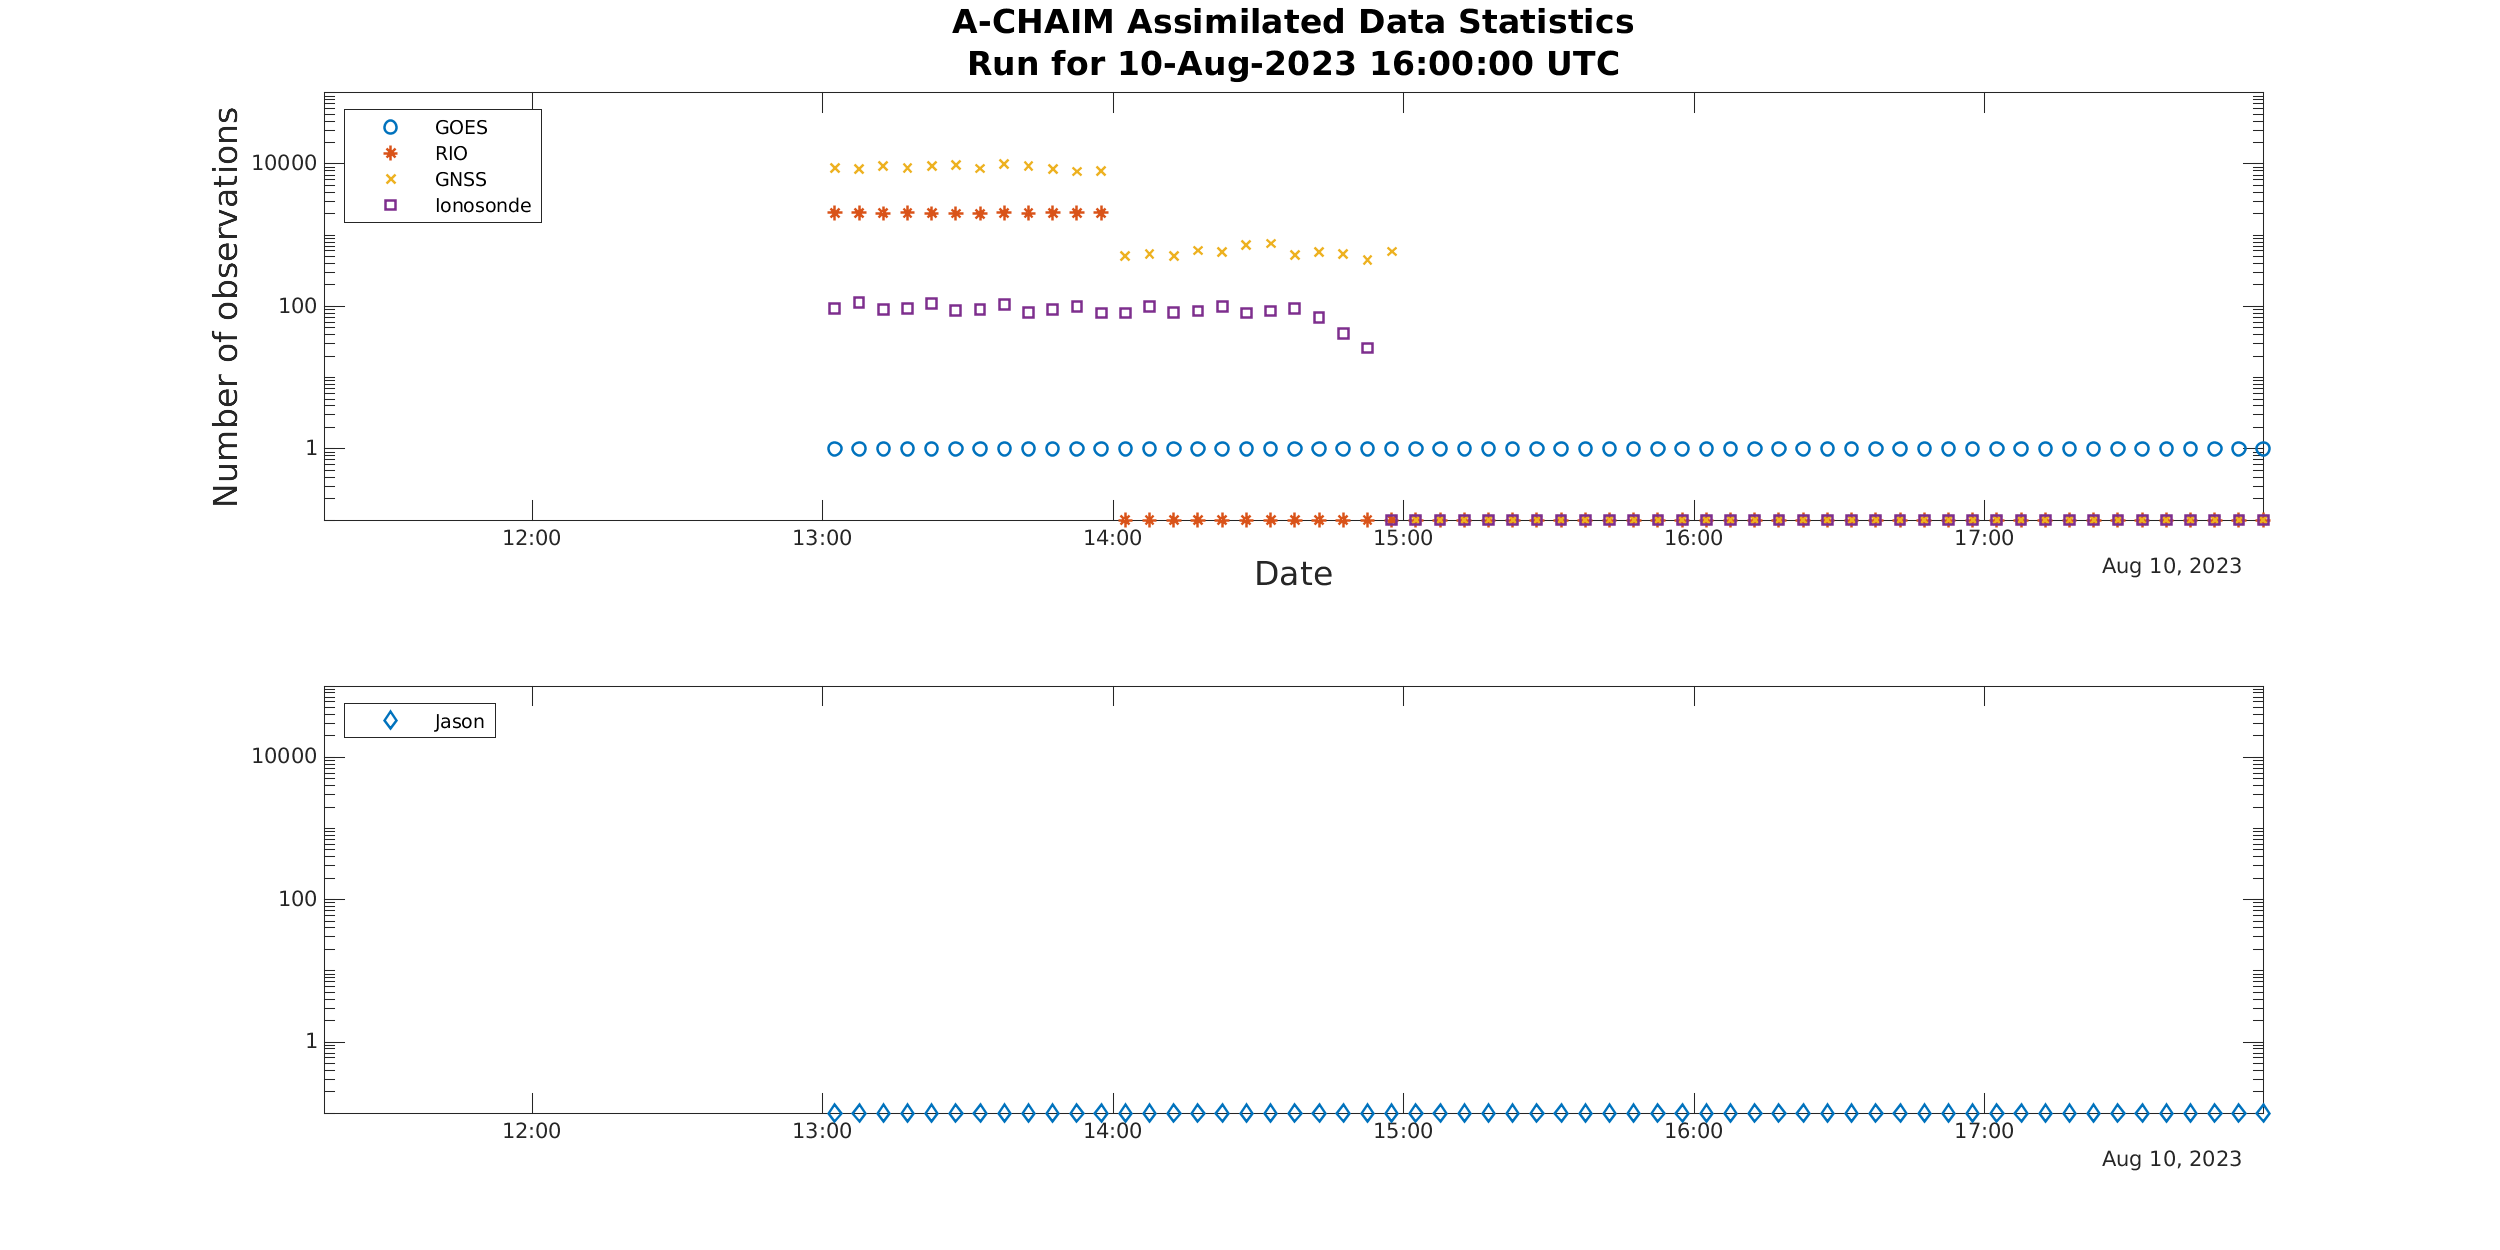 A-CHAIM Assimilated Data Statistics
Run for 10-Aug-2023 16:00:00 UTC
Number of observations
GOES
RIO
GNSS
Ionosonde
10000
100
1
12:00 13:00 14:00 15:00 16:00 17:00
Date
Aug 10, 2023
Jason
10000
100
1
12:00 13:00 14:00 15:00 16:00 17:00
Aug 10, 2023